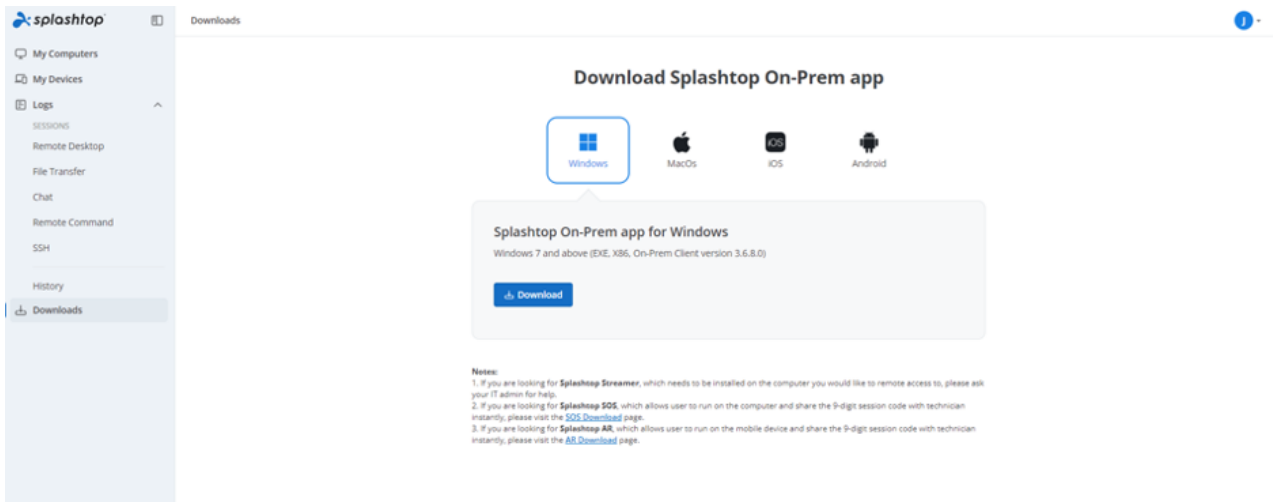 splashtop
Downloads
J
My Computers
My Devices
Logs
SESSIONS
Remote Desktop
File Transfer
Chat
Remote Command
SSH
History
Downloads
Download Splashtop On-Prem app
Windows
MacOs
iOS
iOS
Android
Splashtop On-Prem app for Windows
Windows 7 and above (EXE, X86, On-Prem Client version 3.6.8.0)
Download
Notes:
1. If you are looking for Splashtop Streamer, which needs to be installed on the computer you would like to remote access to, please ask
your IT admin for help.
2. If you are looking for Splashtop SOS, which allows user to run on the computer and share the 9-digit session code with technician
instantly, please visit the SOS Download page.
3. If you are looking for Splashtop AR, which allows user to run on the mobile device and share the 9-digit session code with technician
instantly, please visit the AR Download page.